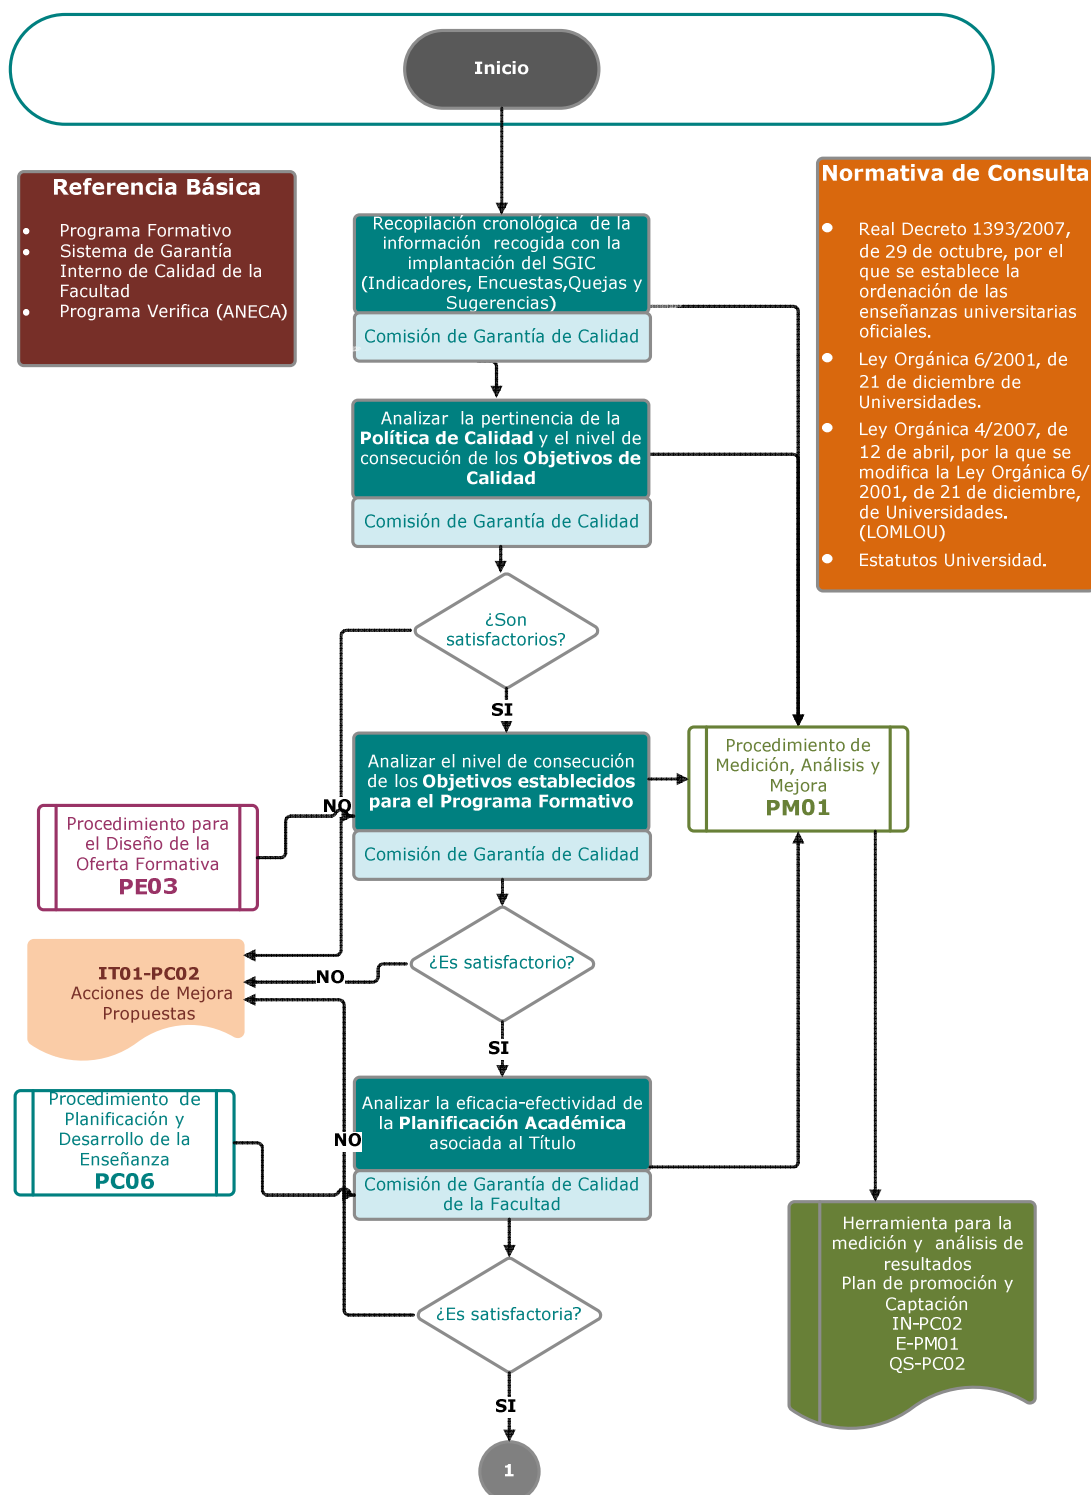 Inicio
Referencia Básica
• Programa Formativo
• Sistema de Garantía
Interno de Calidad de la
Facultad
• Programa Verifica (ANECA)
Normativa de Consulta
• Real Decreto 1393/2007,
de 29 de octubre, por el
que se establece la
ordenación de las
enseñanzas universitarias
oficiales.
• Ley Orgánica 6/2001, de
21 de diciembre de
Universidades.
• Ley Orgánica 4/2007, de
12 de abril, por la que se
modifica la Ley Orgánica 6/
2001, de 21 de diciembre,
de Universidades.
(LOMLOU)
• Estatutos Universidad.
Recopilación cronológica de la
información recogida con la
implantación del SGIC
(Indicadores, Encuestas,Quejas y
Sugerencias)
Comisión de Garantía de Calidad
Analizar la pertinencia de la
Política de Calidad y el nivel de
consecución de los Objetivos de
Calidad
Comisión de Garantía de Calidad
¿Son
satisfactorios?
SI
NO
Analizar el nivel de consecución
de los Objetivos establecidos
para el Programa Formativo
Comisión de Garantía de Calidad
Procedimiento de
Medición, Análisis y
Mejora
PM01
Procedimiento para
el Diseño de la
Oferta Formativa
PE03
¿Es satisfactorio?
NO
SI
IT01-PC02
Acciones de Mejora
Propuestas
Procedimiento de
Planificación y
Desarrollo de la
Enseñanza
PC06
NO
Analizar la eficacia-efectividad de
la Planificación Académica
asociada al Título
Comisión de Garantía de Calidad
de la Facultad
¿Es satisfactoria?
SI
1
Herramienta para la
medición y análisis de
resultados
Plan de promoción y
Captación
IN-PC02
E-PM01
QS-PC02